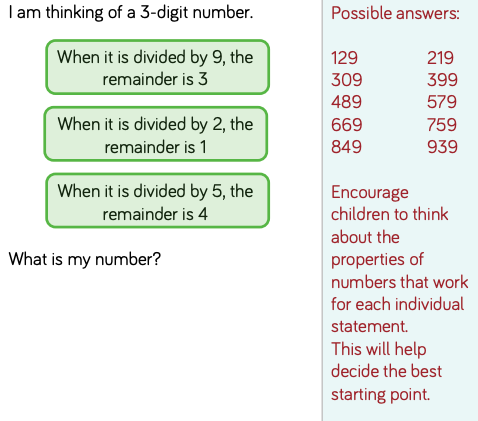 I am thinking of a 3-digit number.
When it is divided by 9, the
remainder is 3
When it is divided by 2, the
remainder is 1
When it is divided by 5, the
remainder is 4
What is my number?
Possible answers:
129 219
309 399
489 579
669 759
849 939
Encourage
children to think
about the
properties of
numbers that work
for each individual
statement.
This will help
decide the best
starting point.